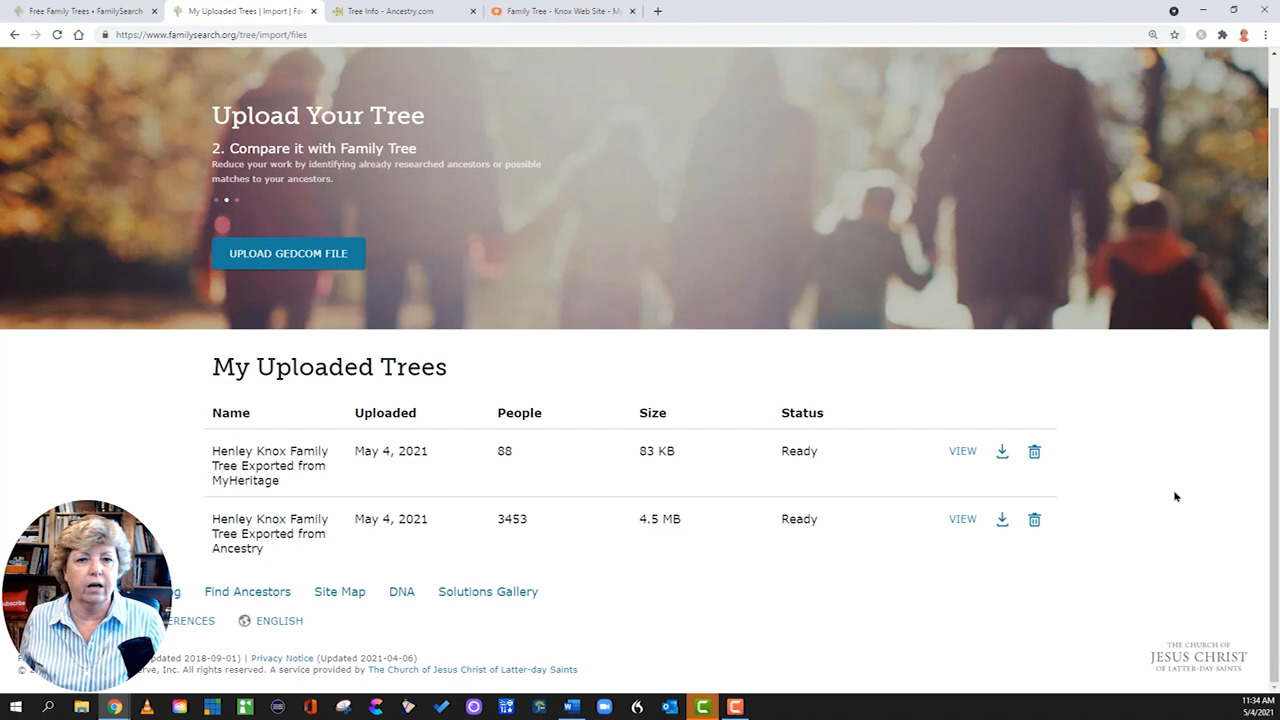 Free Family Trees • FamilySearch
My Uploaded Trees | Import | Fa
Tree Info - Ancestry.com
Family Tree - Knox Web Site - My
https://www.familysearch.org/tree/import/files
Upload Your Tree
2. Compare it with Family Tree
Reduce your work by identifying already researched ancestors or possible
matches to your ancestors.
UPLOAD GEDCOM FILE
My Uploaded Trees
Name Uploaded People Size Status
Henley Knox Family May 4, 2021 88 83 KB Ready VIEW
Tree Exported from
MyHeritage
Henley Knox Family May 4, 2021 3453 4.5 MB Ready VIEW
Tree Exported from
Ancestry
Find Ancestors Site Map DNA Solutions Gallery
ERENCES ENGLISH
dated 2018-09-01) | Privacy Notice (Updated 2021-04-06)
erve, Inc. All rights reserved. A service provided by The Church of Jesus Christ of Latter-day Saints
THE CHURCH OF
JESUS CHRIST
OF LATTER-DAY SAINTS
subscribe
11:34 AM
5/4/2021